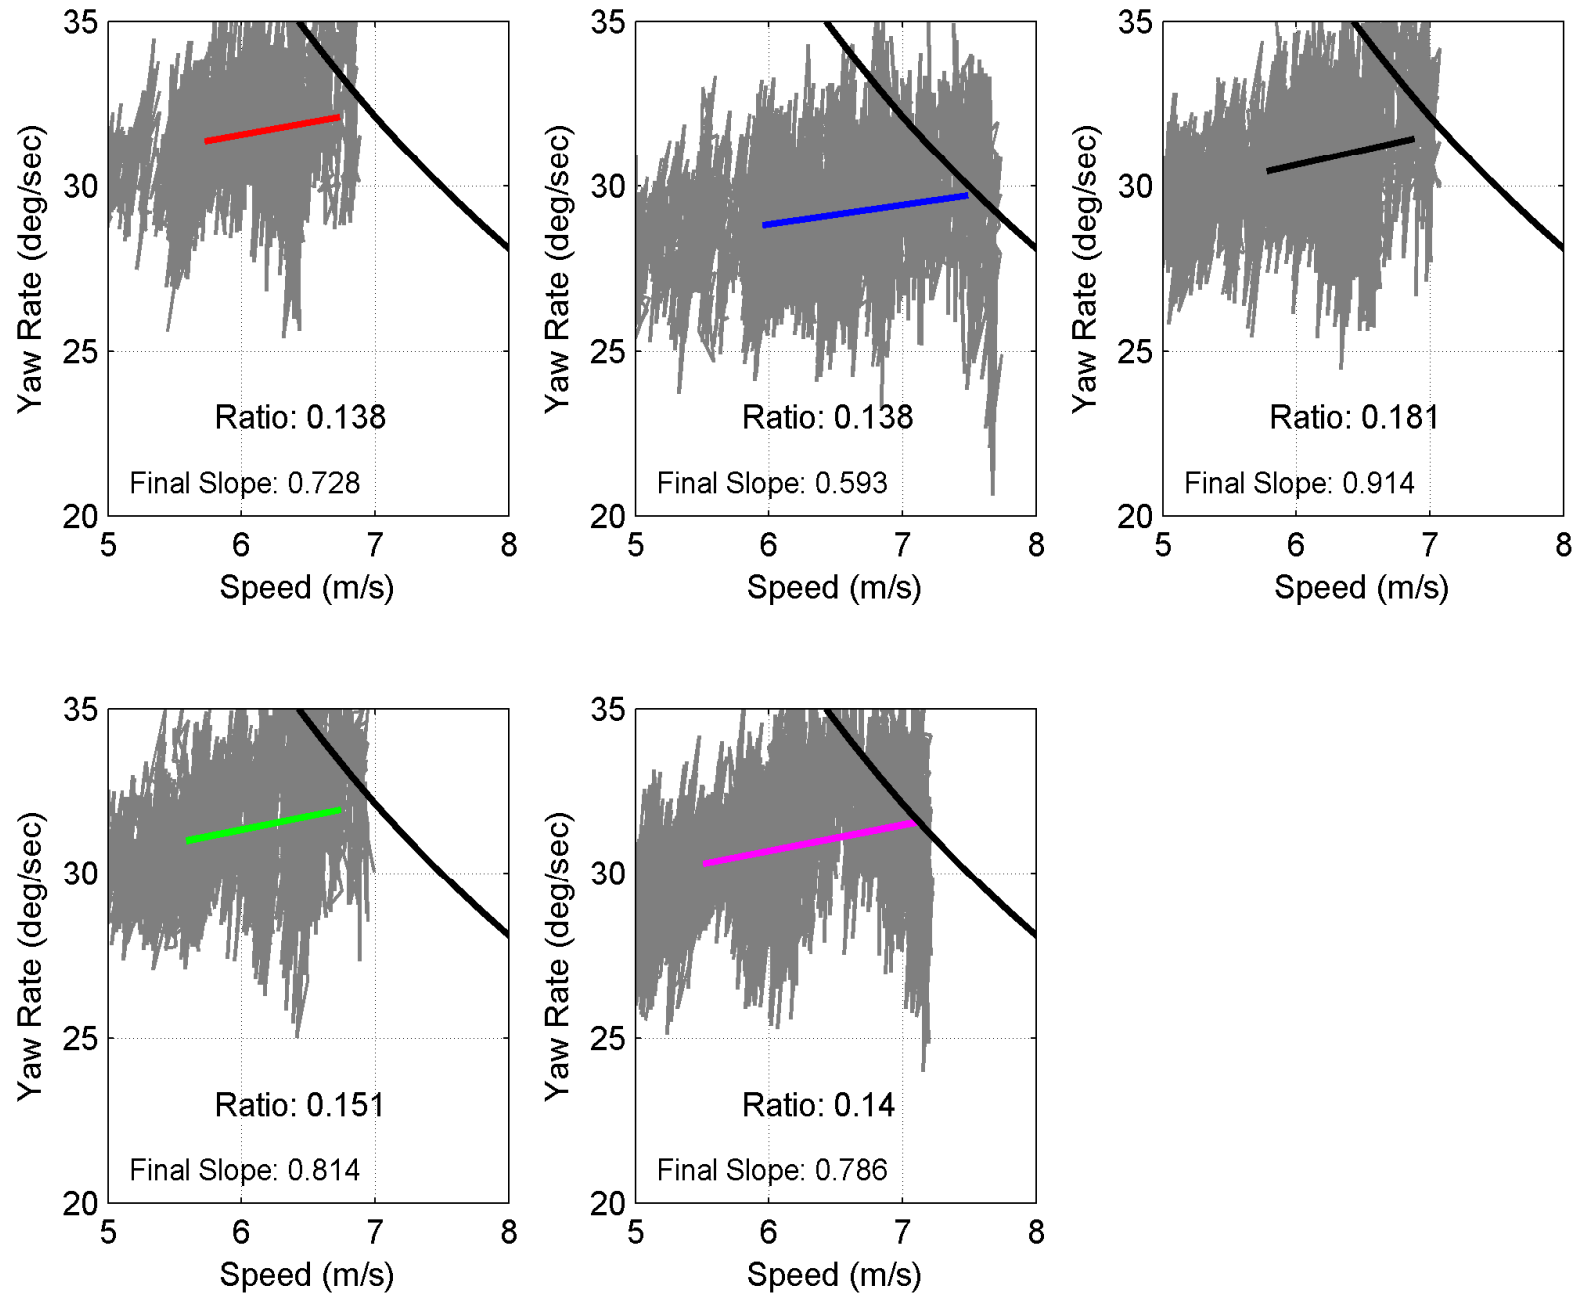 35
30
25
20
Yaw Rate (deg/sec)
Ratio: 0.138
Final Slope: 0.728
5 6 7 8
Speed (m/s)
35
30
25
20
Yaw Rate (deg/sec)
Ratio: 0.138
Final Slope: 0.593
5 6 7 8
Speed (m/s)
35
30
25
20
Yaw Rate (deg/sec)
Ratio: 0.181
Final Slope: 0.914
5 6 7 8
Speed (m/s)
35
30
25
20
Yaw Rate (deg/sec)
Ratio: 0.151
Final Slope: 0.814
5 6 7 8
Speed (m/s)
35
30
25
20
Yaw Rate (deg/sec)
Ratio: 0.14
Final Slope: 0.786
5 6 7 8
Speed (m/s)